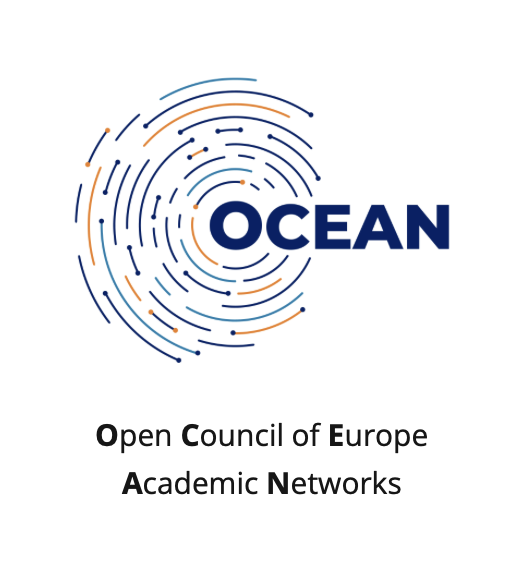 OCEAN
Open Council of Europe
Academic Networks